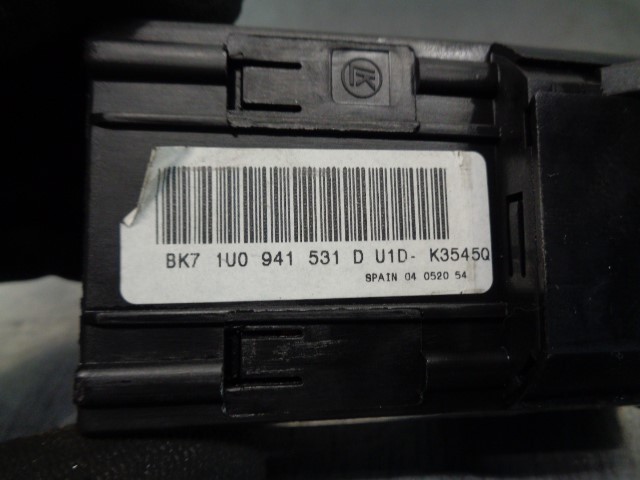 BK7 1U0 941 531 D U1D- K3545Q
SPAIN 04 0520 54